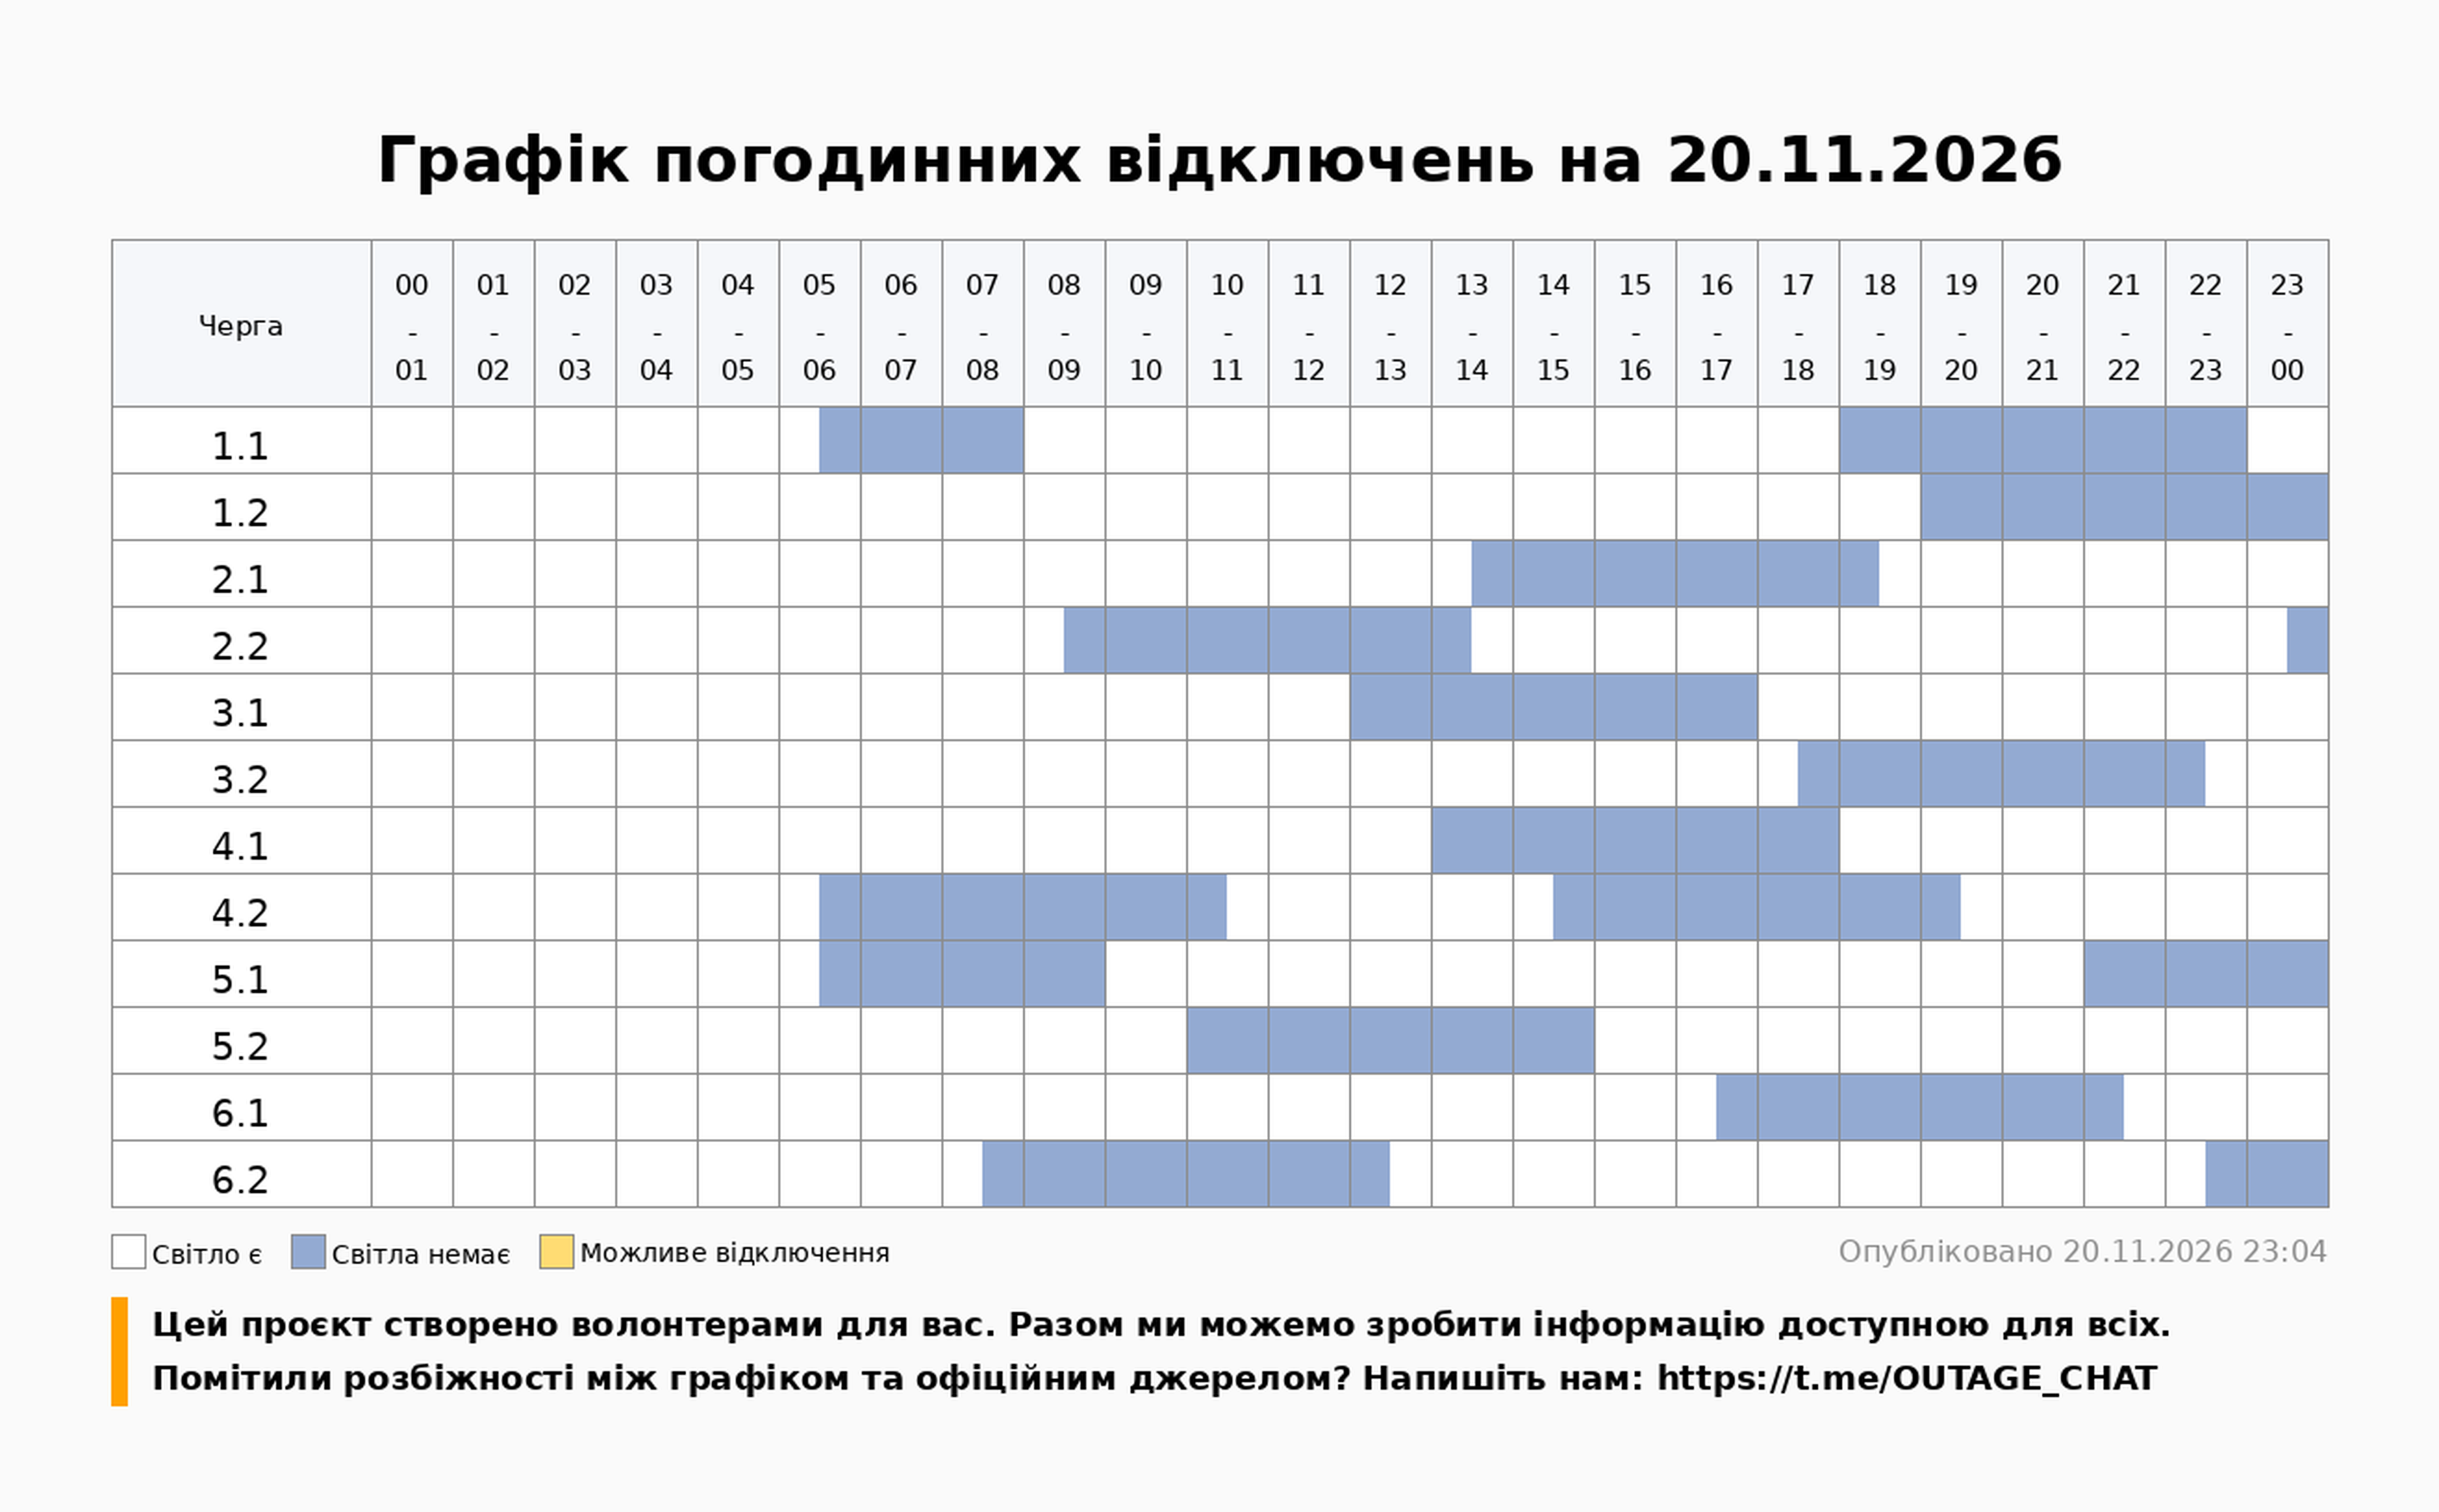 Графік погодинних відключень на 20.11.2026
Черга 00 - 01 01 - 02 02 - 03 03 - 04 04 - 05 05 - 06 06 - 07 07 - 08 08 - 09 09 - 10 10 - 11 11 - 12 12 - 13 13 - 14 14 - 15 15 - 16 16 - 17 17 - 18 18 - 19 19 - 20 20 - 21 21 - 22 22 - 23 23 - 00
1.1
1.2
2.1
2.2
3.1
3.2
4.1
4.2
5.1
5.2
6.1
6.2
Світло є Світла немає Можливе відключення Опубліковано 20.11.2026 23:04
Цей проєкт створено волонтерами для вас. Разом ми можемо зробити інформацію доступною для всіх.
Помітили розбіжності між графіком та офіційним джерелом? Напишіть нам: https://t.me/OUTAGE_CHAT